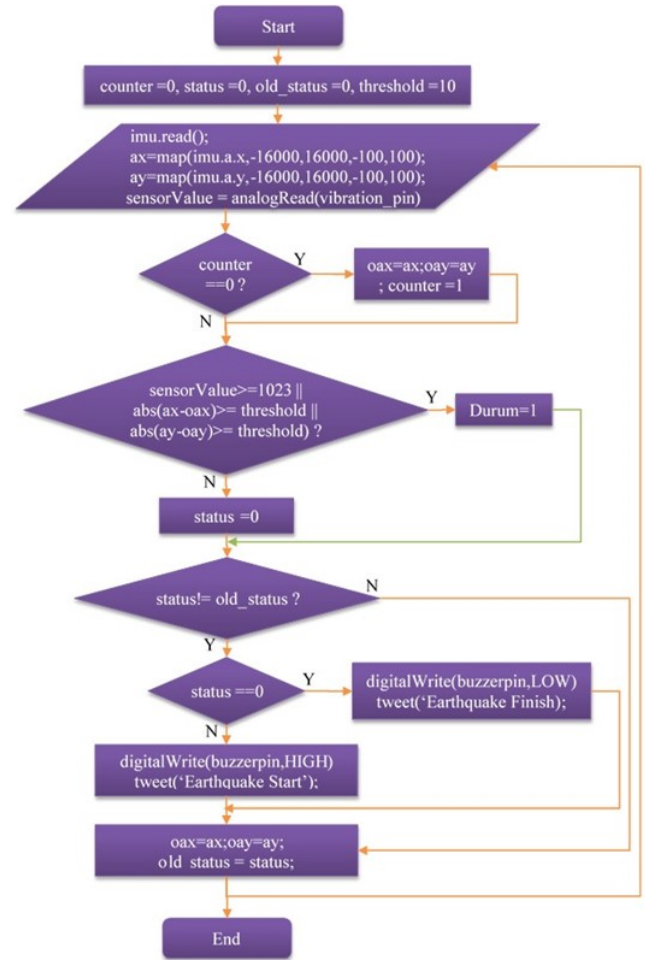 Start
counter =0, status =0, old_status =0, threshold =10
imu.read();
ax=map(imu.a.x,-16000,16000,-100,100);
ay=map(imu.a.y,-16000,16000,-100,100);
sensorValue = analogRead(vibration_pin)
counter
==0 ?
Y
oax=ax;oay=ay
; counter =1
N
sensorValue>=1023 ||
abs(ax-oax)>= threshold ||
abs(ay-oay)>= threshold) ?
Y
Durum=1
N
status =0
status!= old_status ?
N
Y
status ==0
Y
digitalWrite(buzzerpin,LOW)
tweet(‘Earthquake Finish);
N
digitalWrite(buzzerpin,HIGH)
tweet(‘Earthquake Start’);
oax=ax;oay=ay;
old_status = status;
End